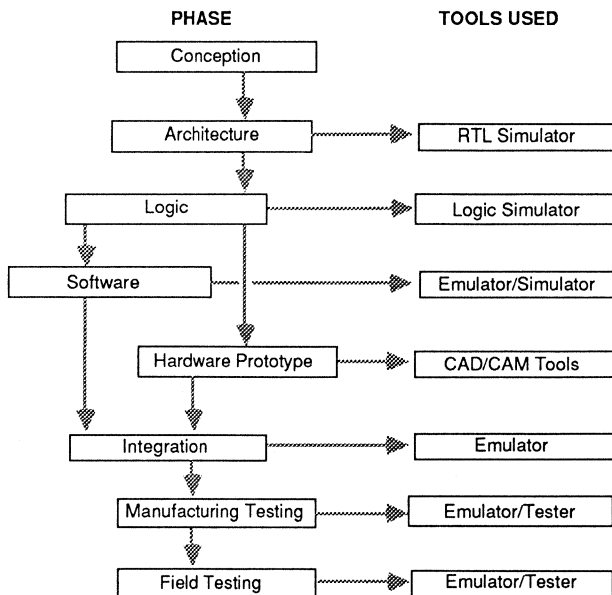 PHASE TOOLS USED
Conception
Architecture RTL Simulator
Logic Logic Simulator
Software Emulator/Simulator
Hardware Prototype CAD/CAM Tools
Integration Emulator
Manufacturing Testing Emulator/Tester
Field Testing Emulator/Tester